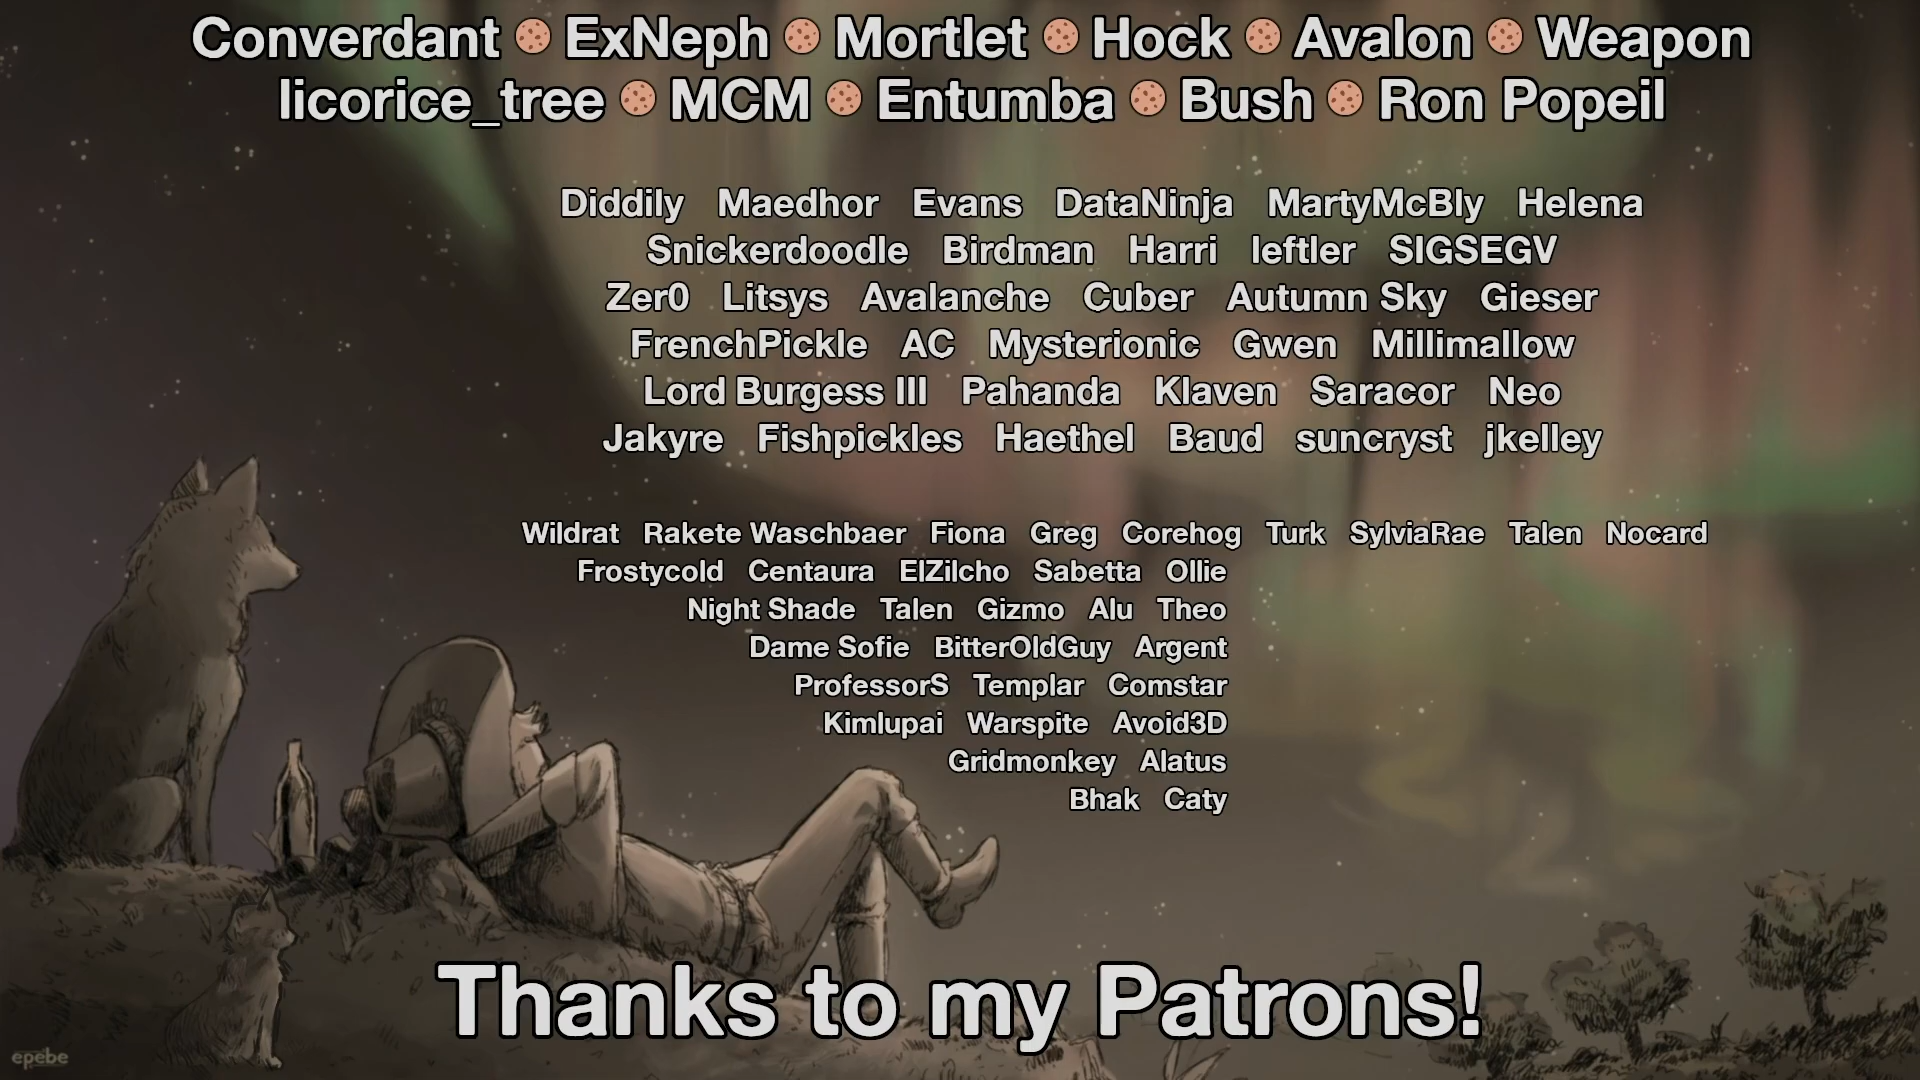 Converdant ExNeph Mortlet Hock Avalon Weapon
licorice_tree MCM Entumba Bush Ron Popeil
Diddily Maedhor Evans DataNinja MartyMcBly Helena
Snickerdoodle Birdman Harri leftler SIGSEGV
Zer0 Litsys Avalanche Cuber Autumn Sky Gieser
FrenchPickle AC Mysterionic Gwen Millimallow
Lord Burgess III Pahanda Klaven Saracor Neo
Jakyre Fishpickles Haethel Baud suncryst jkelley
Wildrat Rakete Waschbaer Fiona Greg Corehog Turk SylviaRae Talen Nocard
Frostycold Centaura ElZilcho Sabetta Ollie
Night Shade Talen Gizmo Alu Theo
Dame Sofie BitterOldGuy Argent
ProfessorS Templar Comstar
Kimlupai Warspite Avoid3D
Gridmonkey Alatus
Bhak Caty
Thanks to my Patrons!
epebe